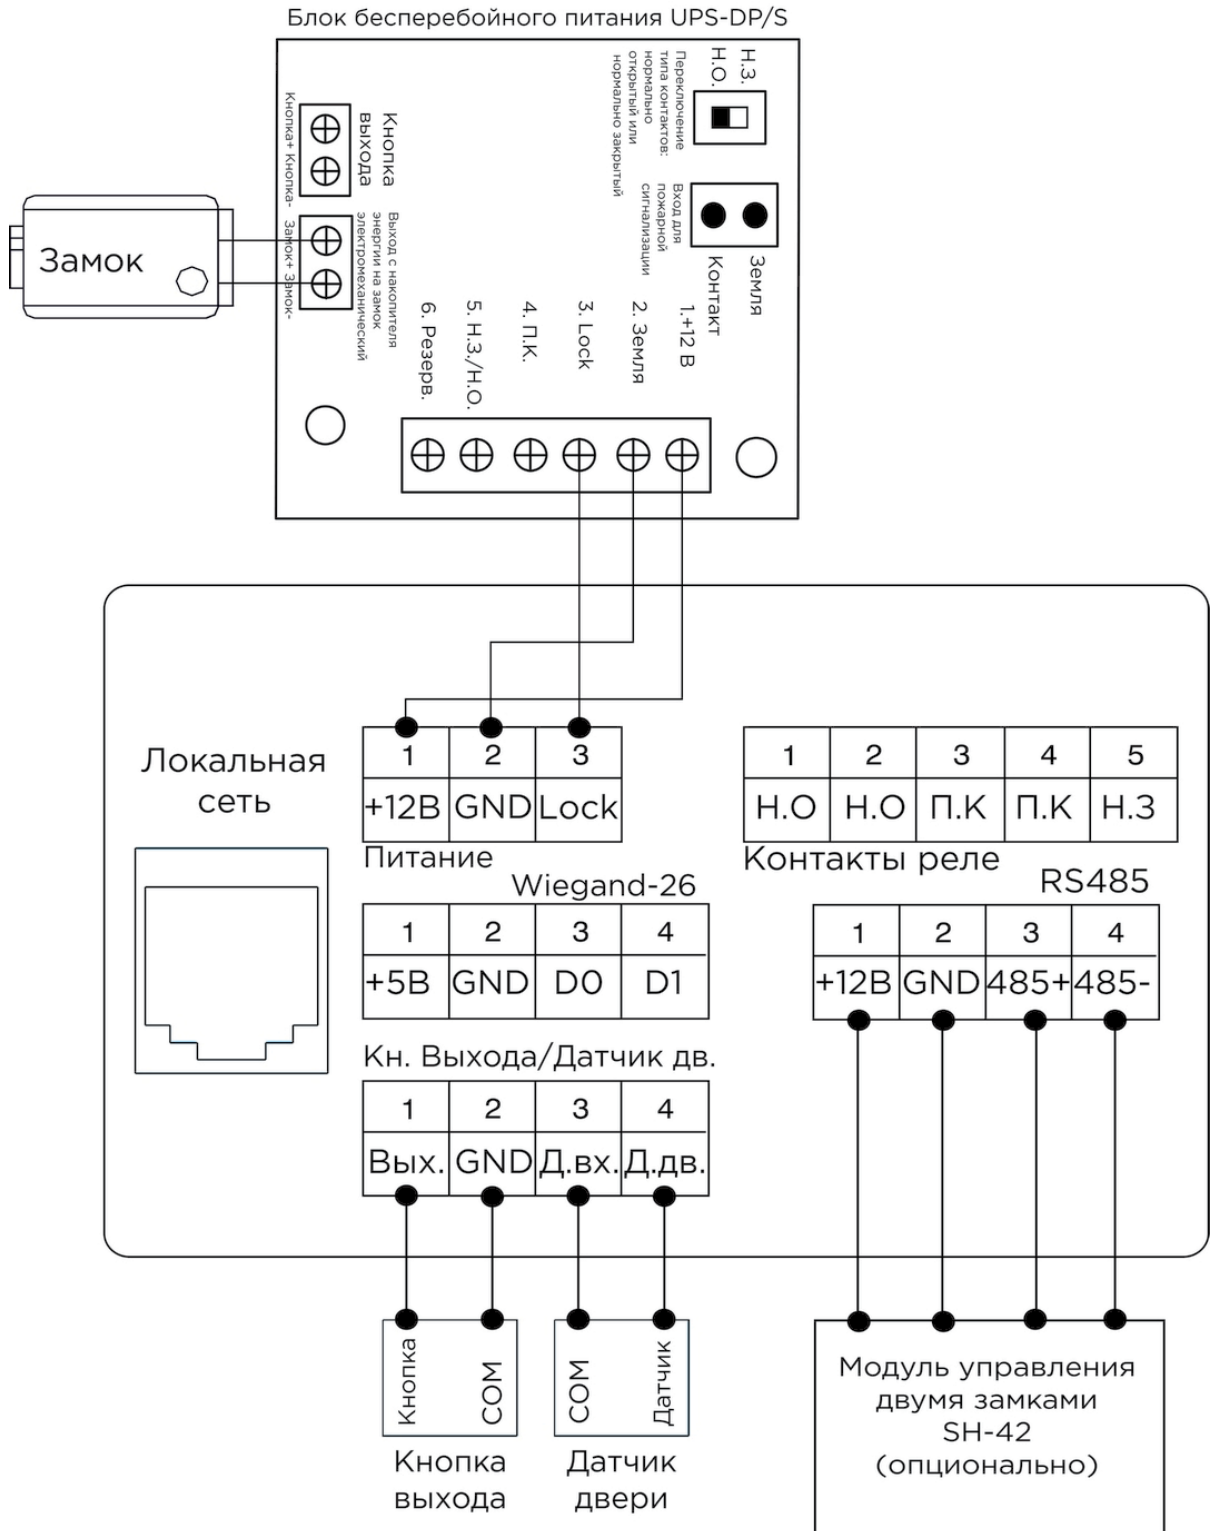 Блок бесперебойного питания UPS-DP/S
Н.З.
Н.О.
Переключение
типа контактов:
нормально
открытый или
нормально закрытый
Кнопка
выхода
Кнопка+ Кнопка-
Вход для
пожарной
сигнализации
Контакт
Земля
Выход с накопителя
энергии на замок
электромеханический
Замок+ Замок-
Замок
6. Резерв.
5. Н.З./Н.О.
4. П.К.
3. Lock
2. Земля
1.+12 В
Локальная
сеть
1 2 3
+12В GND Lock
Питание
1 2 3 4 5
Н.О Н.О П.К П.К Н.З
Контакты реле
Wiegand-26
1 2 3 4
+5В GND D0 D1
RS485
1 2 3 4
+12В GND 485+ 485-
Кн. Выхода/Датчик дв.
1 2 3 4
Вых. GND Д.вх. Д.дв.
Кнопка
COM
COM
Датчик
Кнопка
выхода
Датчик
двери
Модуль управления
двумя замками
SH-42
(опционально)